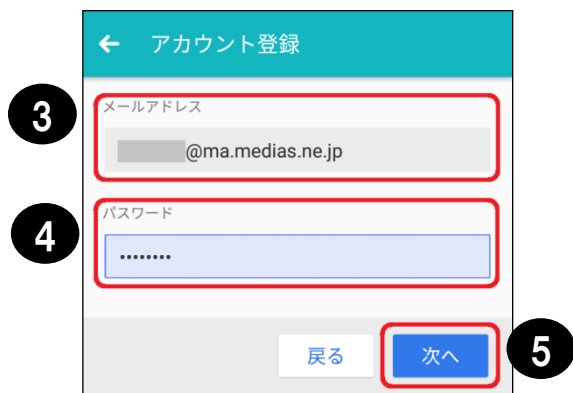 ← アカウント登録
3
メールアドレス
@ma.medias.ne.jp
4
パスワード
••••••••
戻る
次へ
5